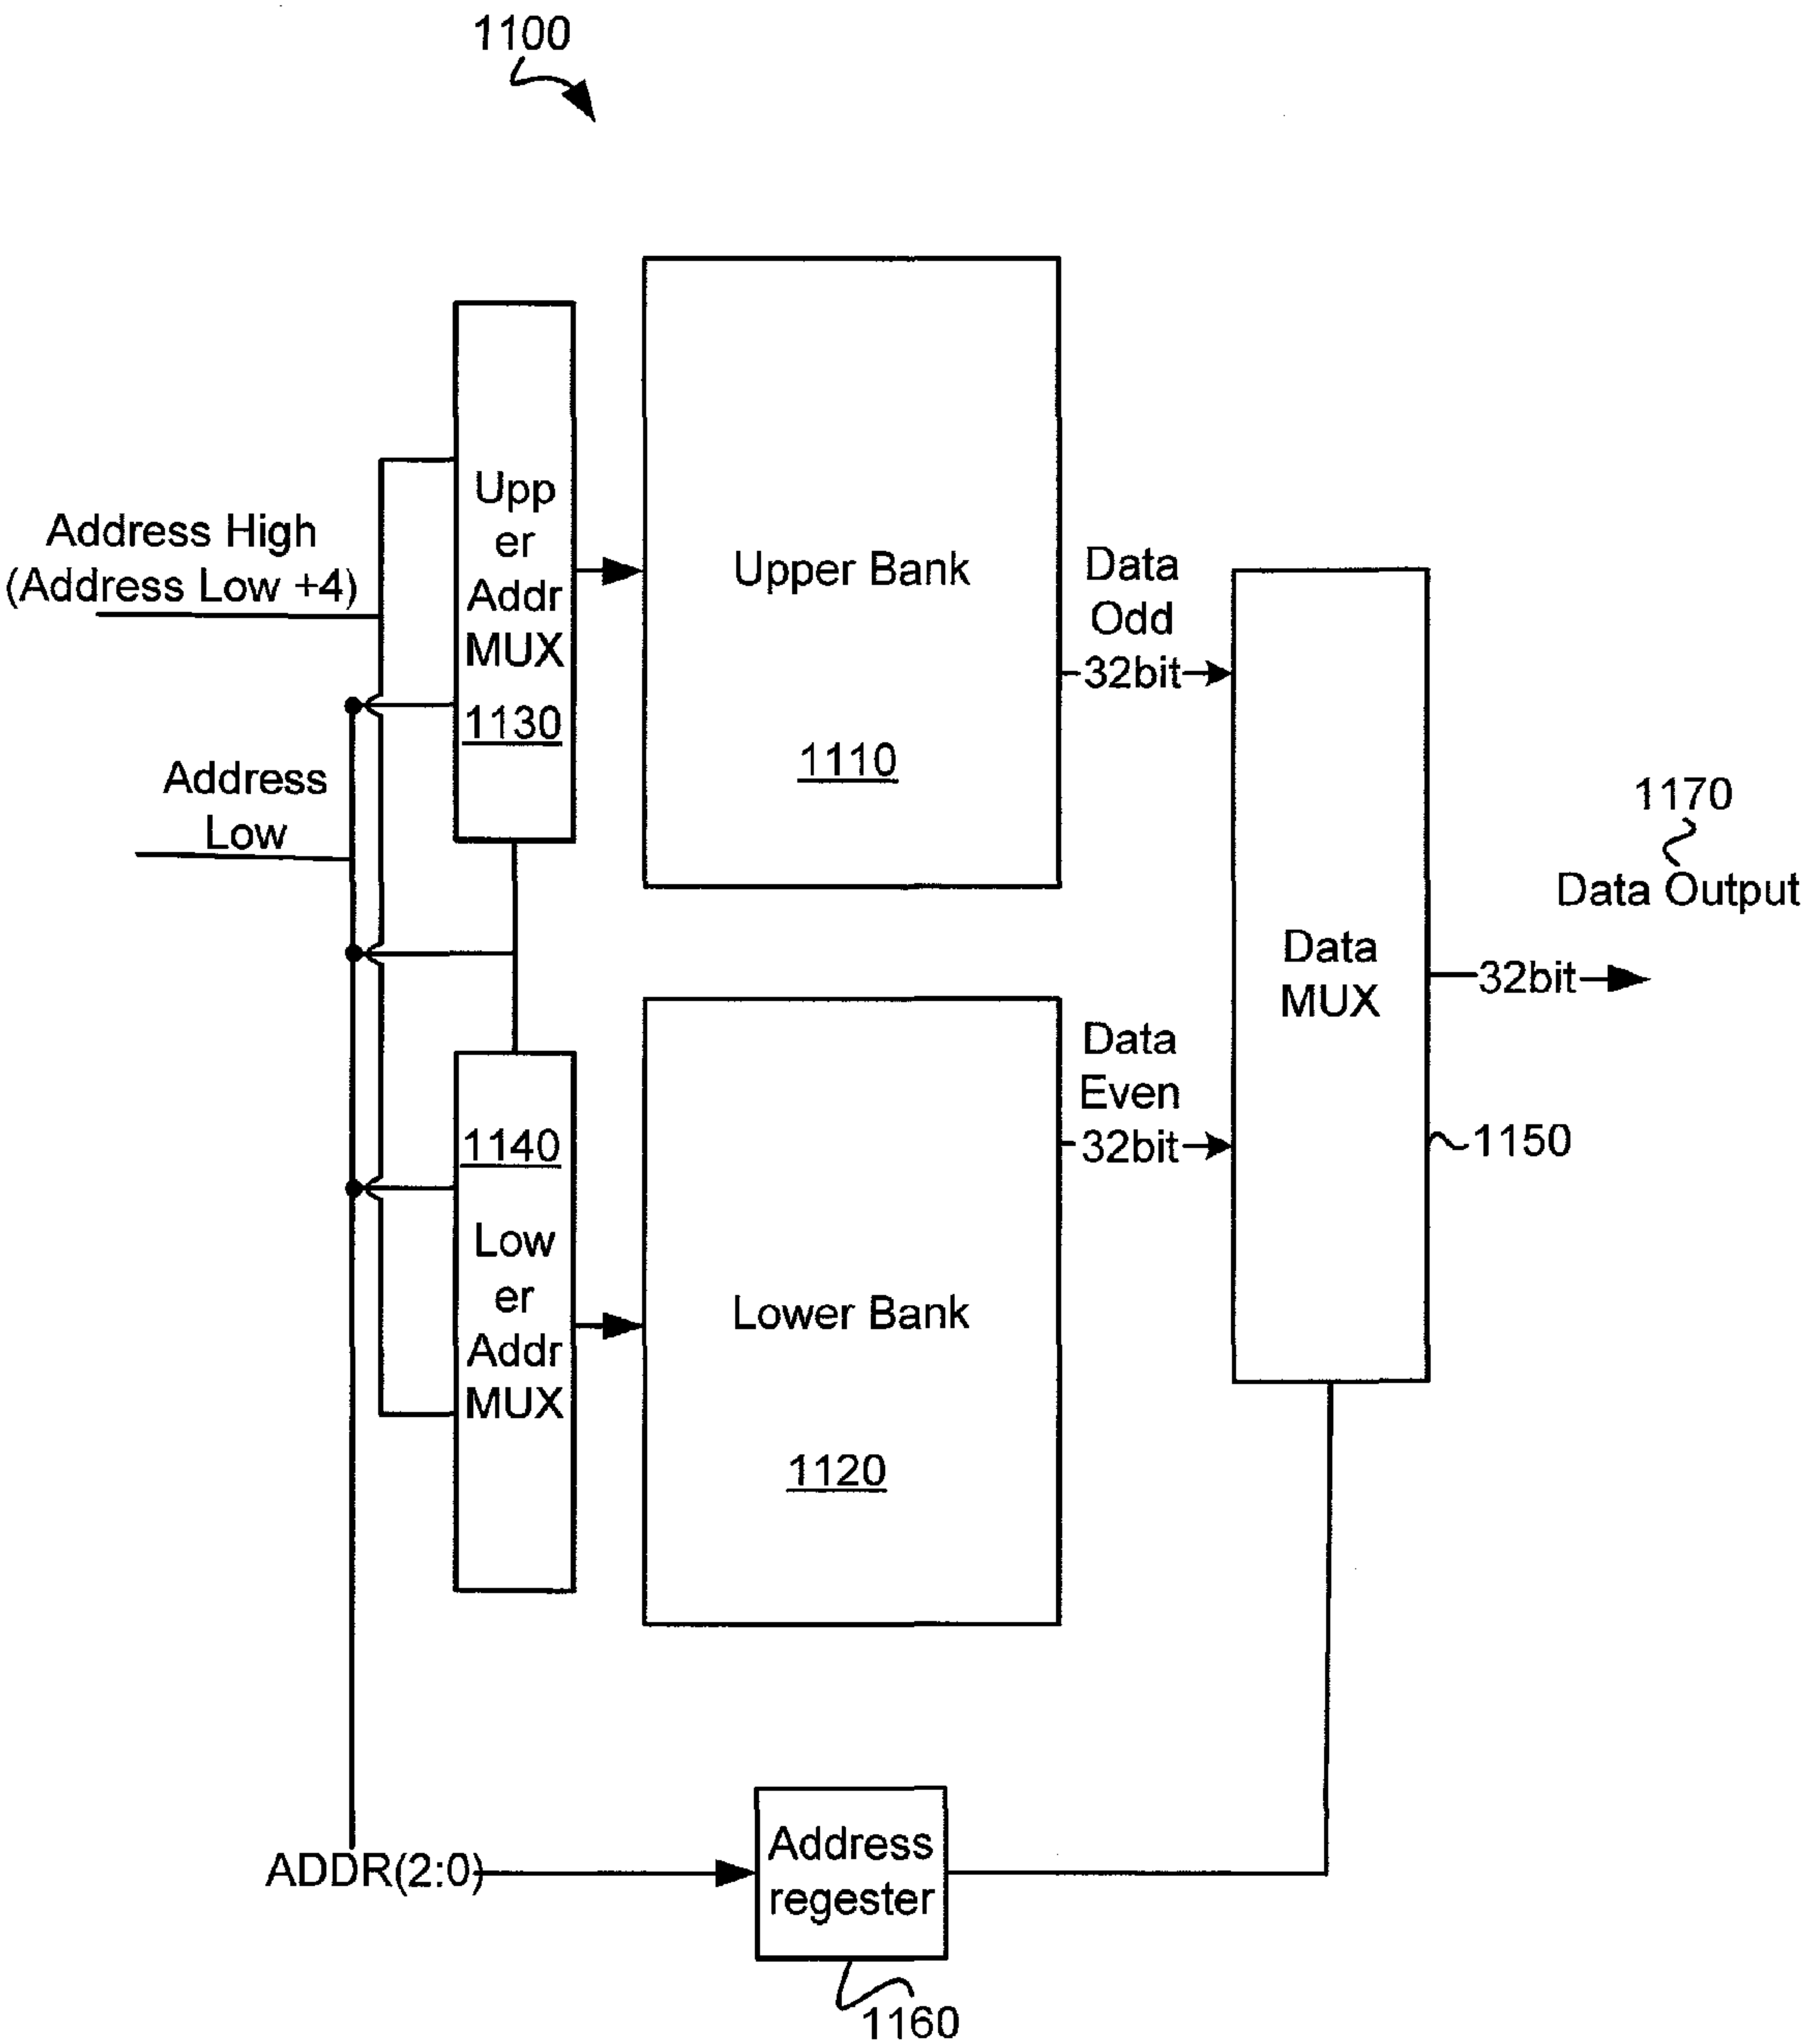 1100
Address High
(Address Low +4)
Address
Low
Upp
er
Addr
MUX
1130
Upper Bank
1110
Data
Odd
32bit
1140
Low
er
Addr
MUX
Lower Bank
1120
Data
Even
32bit
Data
MUX
1150
1170
Data Output
32bit
ADDR(2:0)
Address
regester
1160